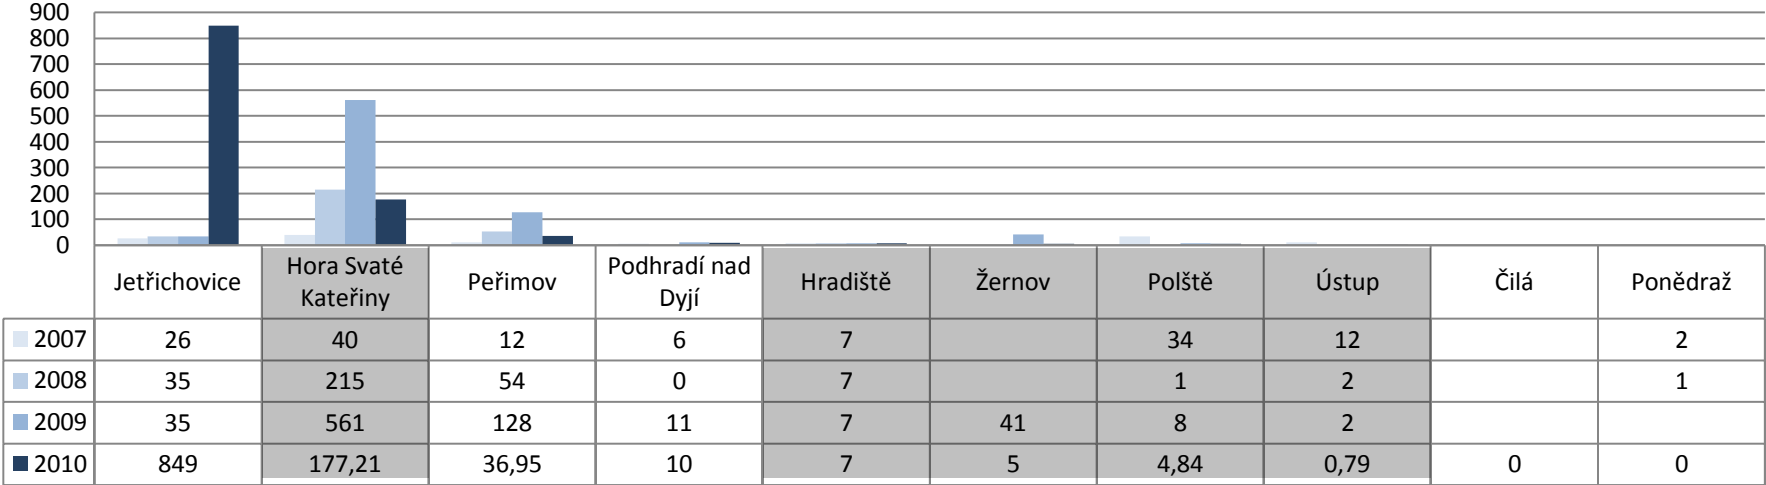 900
800
700
600
500
400
300
200
100
0
Jetřichovice Hora Svaté Kateřiny Peřimov Podhradí nad Dyjí Hradiště Žernov Polště Ústup Čilá Ponědraž
2007 26 40 12 6 7 34 12 2
2008 35 215 54 0 7 1 2 1
2009 35 561 128 11 7 41 8 2
2010 849 177,21 36,95 10 7 5 4,84 0,79 0 0